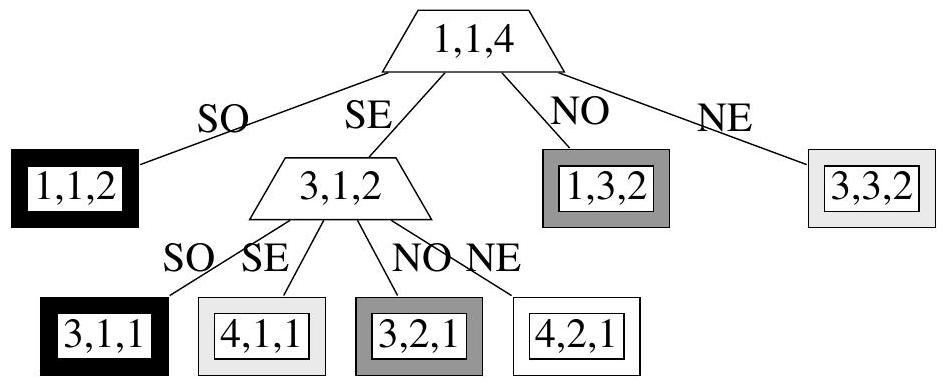 1,1,4
SO SE NO NE
1,1,2 3,1,2 1,3,2 3,3,2
SO SE NO NE
3,1,1 4,1,1 3,2,1 4,2,1